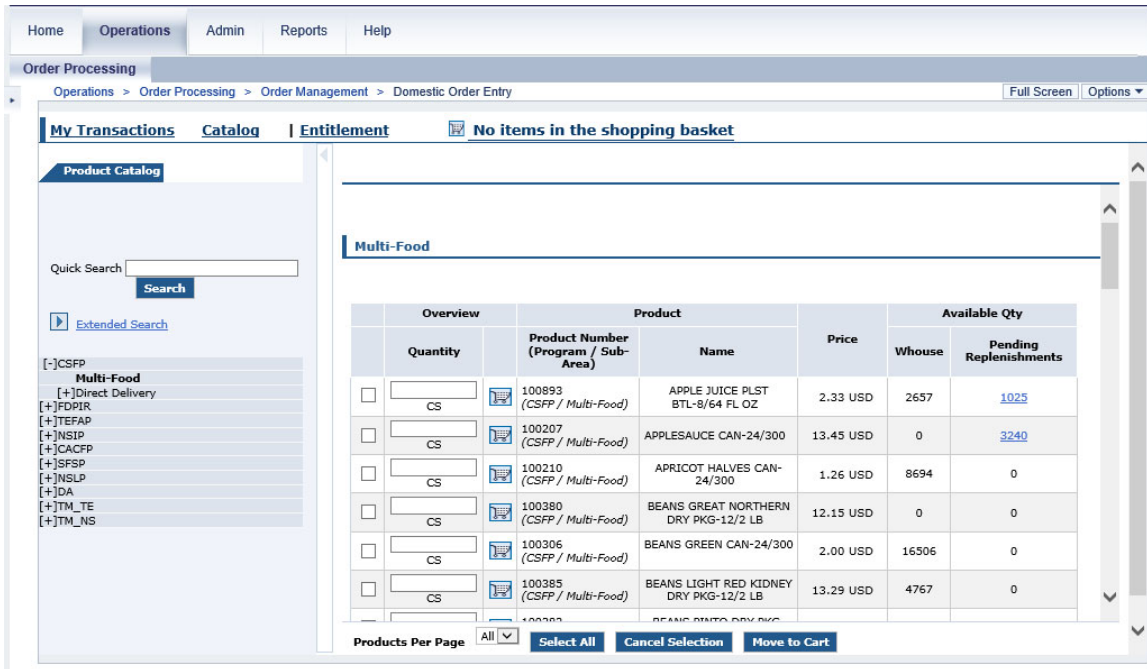 Home Operations Admin Reports Help
Order Processing
Operations > Order Processing > Order Management > Domestic Order Entry Full Screen Options
My Transactions Catalog | Entitlement No items in the shopping basket
Product Catalog
Quick Search
Search
Extended Search
[-]CSFP
Multi-Food
[+]Direct Delivery
[+]FDPIR
[+]TEFAP
[+]NSIP
[+]CACFP
[+]SFSP
[+]NSLP
[+]DA
[+]TM_TE
[+]TM_NS
Multi-Food
Overview Product Price Available Qty
Quantity Product Number (Program / Sub-Area) Name Whouse Pending Replenishments
CS 100893 (CSFP / Multi-Food) APPLE JUICE PLST BTL-8/64 FL OZ 2.33 USD 2657 1025
CS 100207 (CSFP / Multi-Food) APPLESAUCE CAN-24/300 13.45 USD 0 3240
CS 100210 (CSFP / Multi-Food) APRICOT HALVES CAN-24/300 1.26 USD 8694 0
CS 100380 (CSFP / Multi-Food) BEANS GREAT NORTHERN DRY PKG-12/2 LB 12.15 USD 0 0
CS 100306 (CSFP / Multi-Food) BEANS GREEN CAN-24/300 2.00 USD 16506 0
CS 100385 (CSFP / Multi-Food) BEANS LIGHT RED KIDNEY DRY PKG-12/2 LB 13.29 USD 4767 0
Products Per Page All Select All Cancel Selection Move to Cart